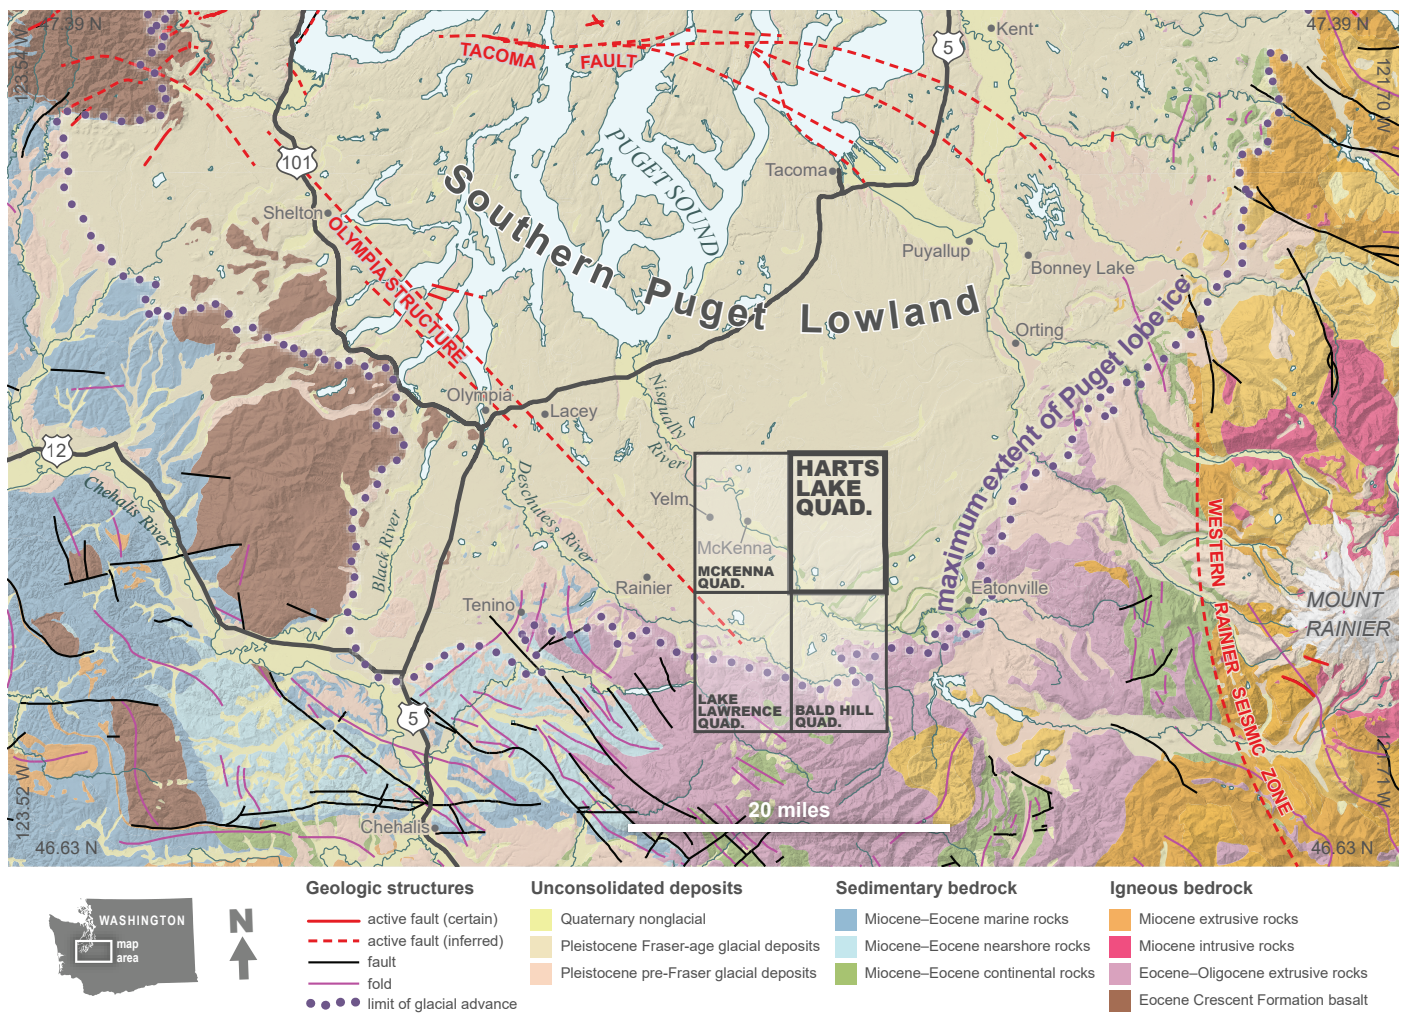 47.39 N
47.39 N
123.54 W
121.70 W
TACOMA FAULT
5
Kent
PUGET SOUND
101
Tacoma
Southern Puget Lowland
Shelton
OLYMPIA STRUCTURE
Puyallup
Bonney Lake
Orting
maximum extent of Puget lobe ice
Olympia
Lacey
Nisqually
River
12
Chehalis River
Deschutes River
Black River
HARTS
LAKE
QUAD.
Yelm
McKenna
MCKENNA
QUAD.
WESTERN RAINIER SEISMIC ZONE
Rainier
Tenino
Eatonville
MOUNT
RAINIER
LAKE
LAWRENCE
QUAD.
BALD HILL
QUAD.
5
20 miles
Chehalis
123.52 W
121.71 W
46.63 N
46.63 N
WASHINGTON
map
area
N
Geologic structures
active fault (certain)
active fault (inferred)
fault
fold
limit of glacial advance
Unconsolidated deposits
Quaternary nonglacial
Pleistocene Fraser-age glacial deposits
Pleistocene pre-Fraser glacial deposits
Sedimentary bedrock
Miocene–Eocene marine rocks
Miocene–Eocene nearshore rocks
Miocene–Eocene continental rocks
Igneous bedrock
Miocene extrusive rocks
Miocene intrusive rocks
Eocene–Oligocene extrusive rocks
Eocene Crescent Formation basalt